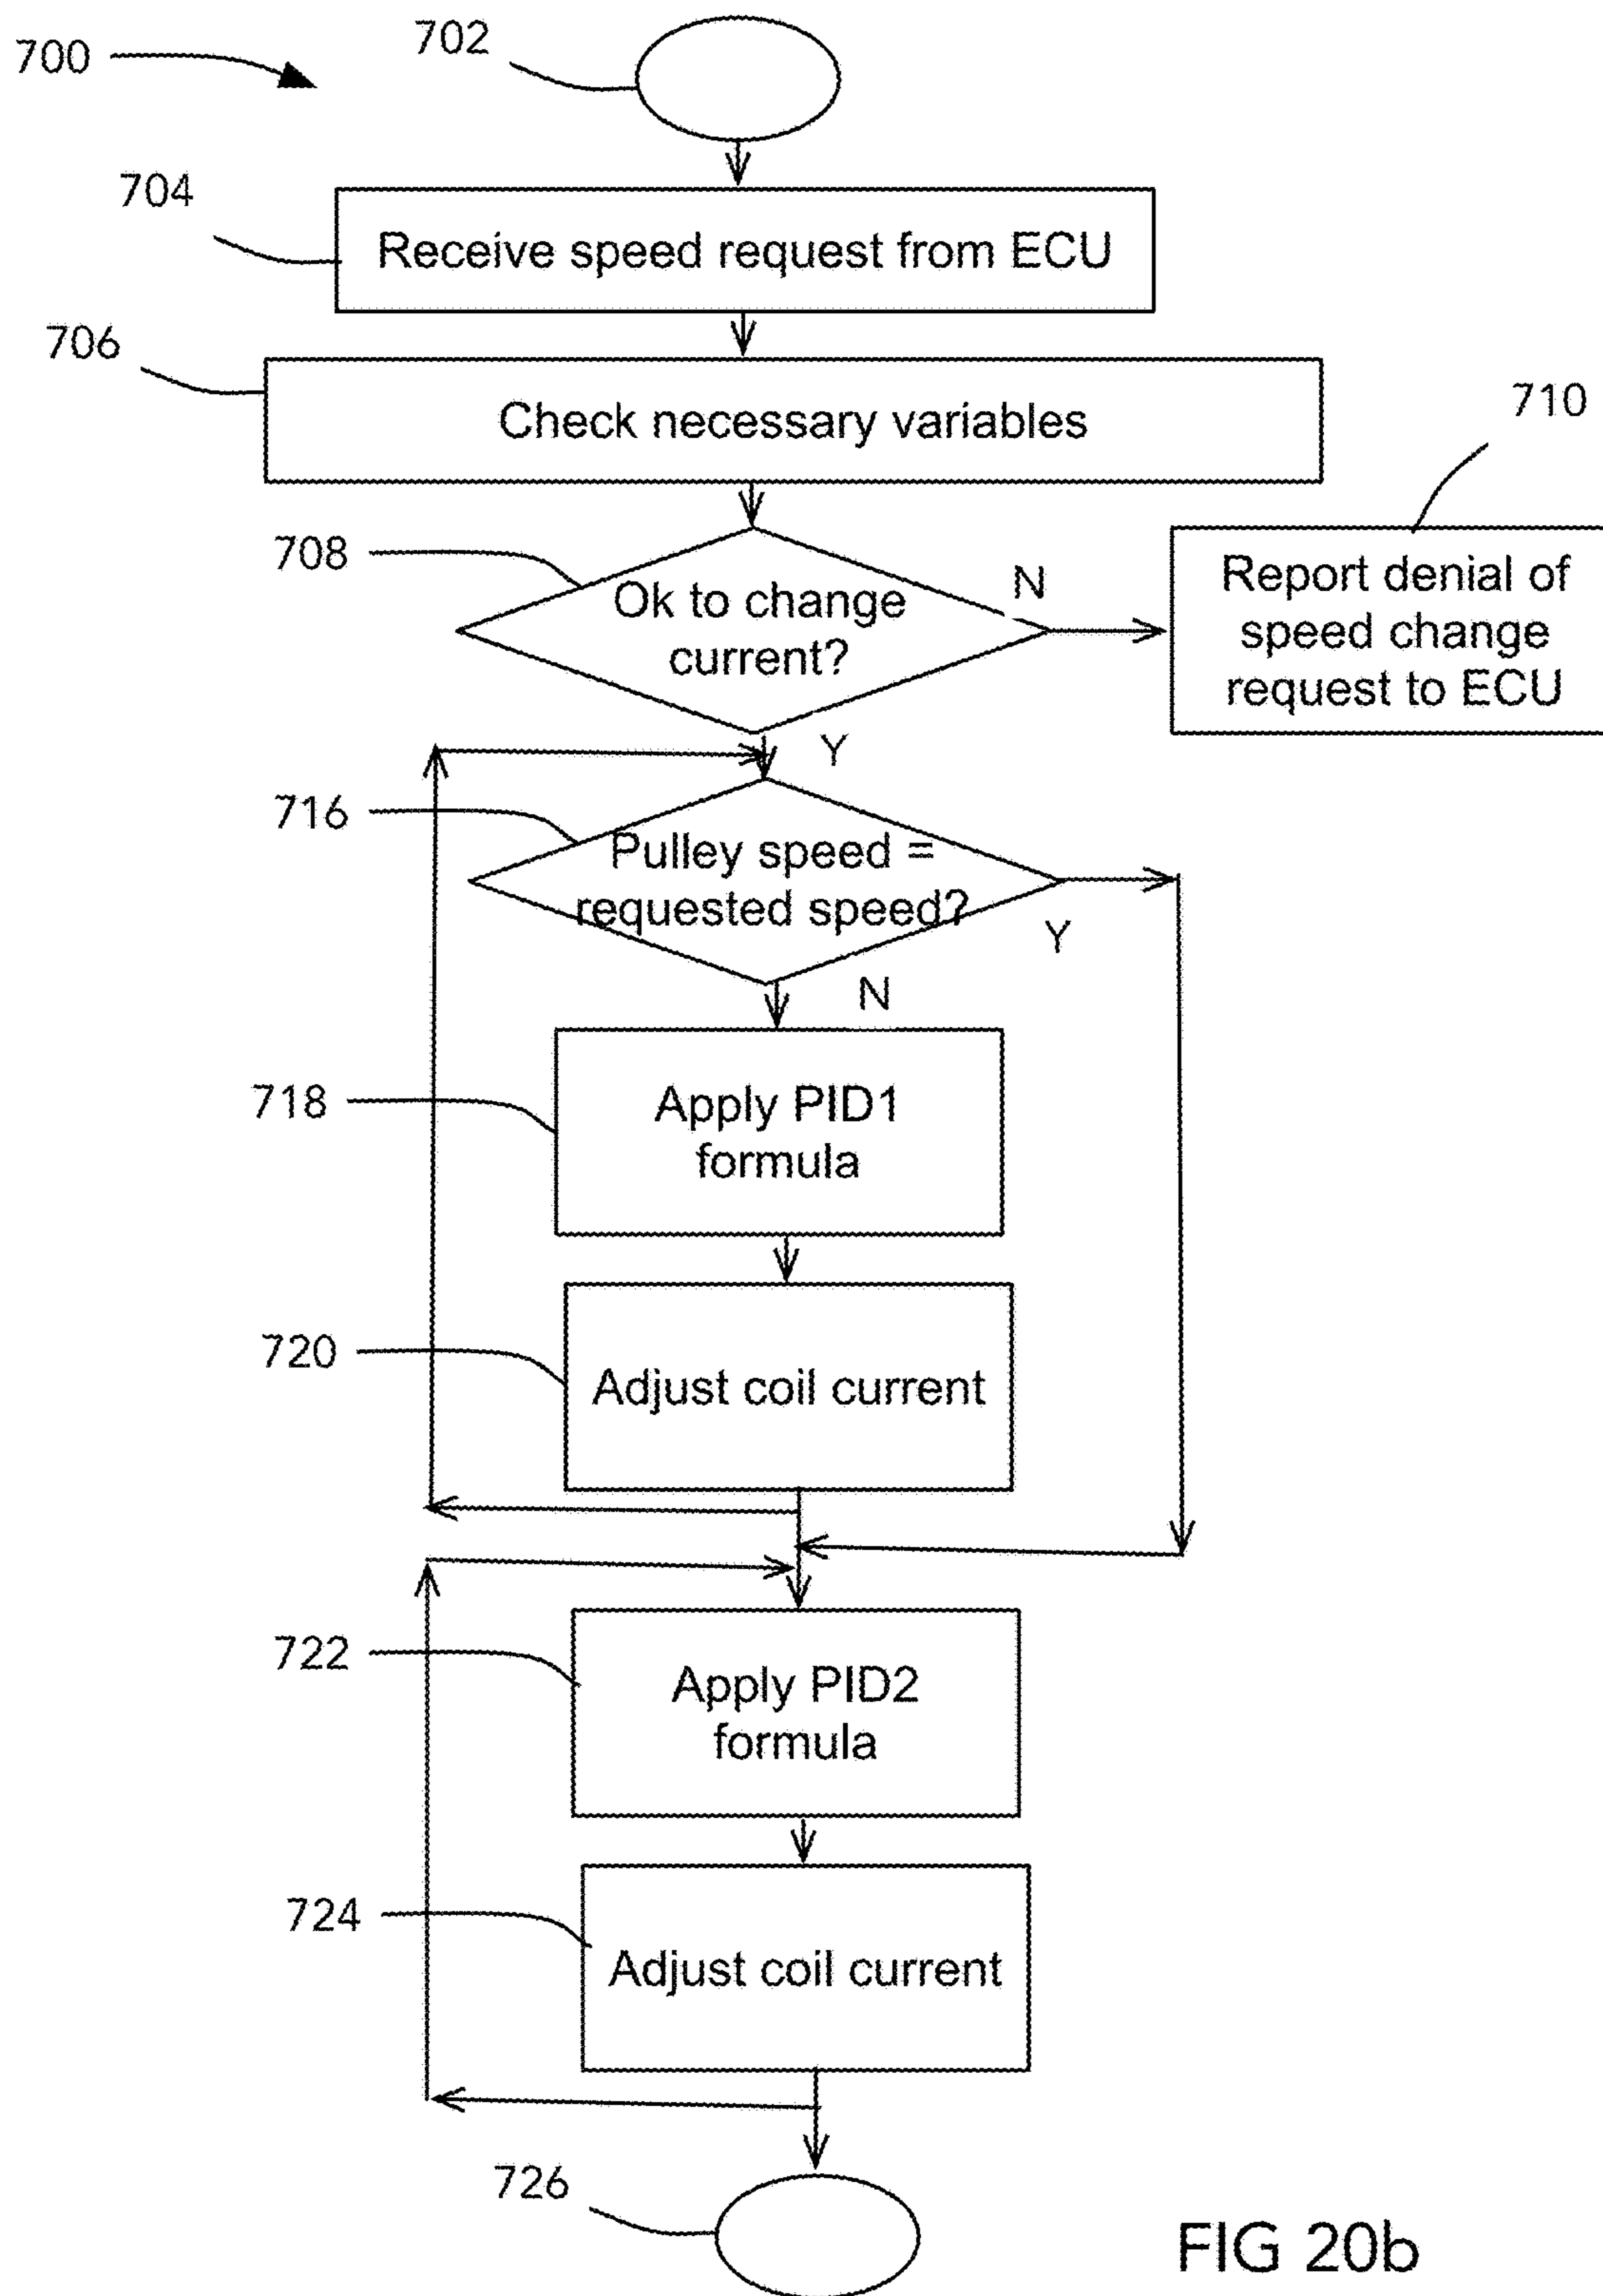 700
702
704
Receive speed request from ECU
706
Check necessary variables
710
708
Ok to change
current?
N
Report denial of
speed change
request to ECU
Y
716
Pulley speed =
requested speed?
Y
N
718
Apply PID1
formula
720
Adjust coil current
722
Apply PID2
formula
724
Adjust coil current
726
FIG 20b